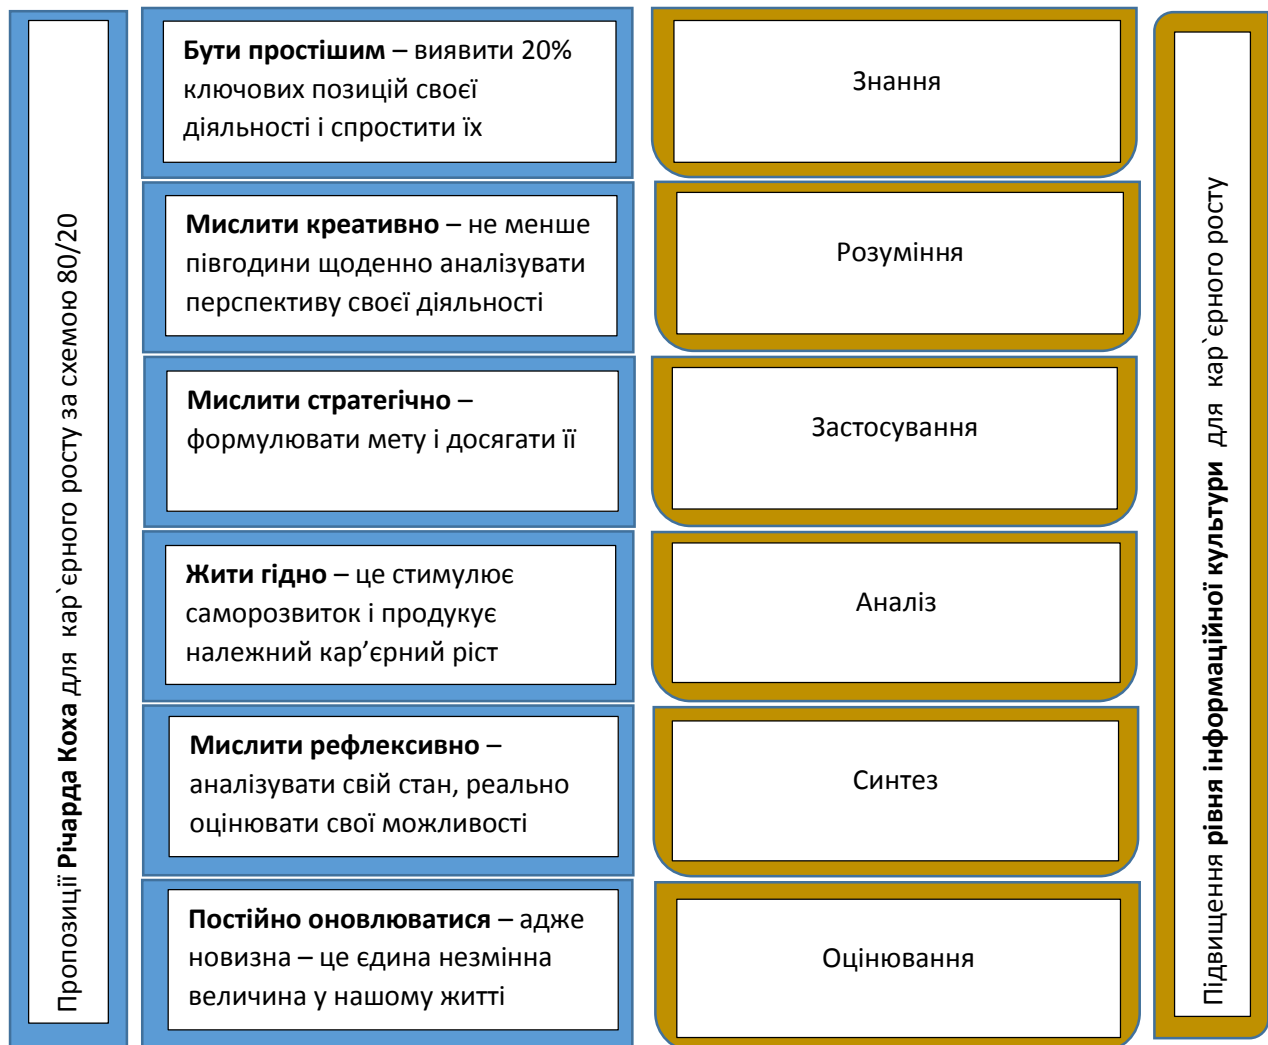 Пропозиції Річарда Коха для кар`єрного росту за схемою 80/20
Бути простішим – виявити 20%
ключових позицій своєї
діяльності і спростити їх
Знання
Мислити креативно – не менше
півгодини щоденно аналізувати
перспективу своєї діяльності
Розуміння
Мислити стратегічно –
формулювати мету і досягати її
Застосування
Жити гідно – це стимулює
саморозвиток і продукує
належний кар’єрний ріст
Аналіз
Мислити рефлексивно –
аналізувати свій стан, реально
оцінювати свої можливості
Синтез
Постійно оновлюватися – адже
новизна – це єдина незмінна
величина у нашому житті
Оцінювання
Підвищення рівня інформаційної культури для кар`єрного росту